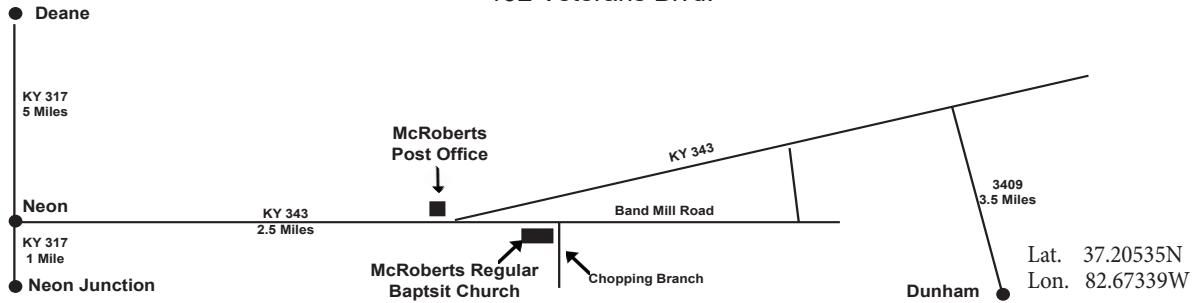 Deane
KY 317
5 Miles
McRoberts
Post Office
KY 343
3409
3.5 Miles
Neon
KY 343
2.5 Miles
Band Mill Road
KY 317
1 Mile
McRoberts Regular
Baptsit Church
Chopping Branch
Lat. 37.20535N
Lon. 82.67339W
Neon Junction
Dunham